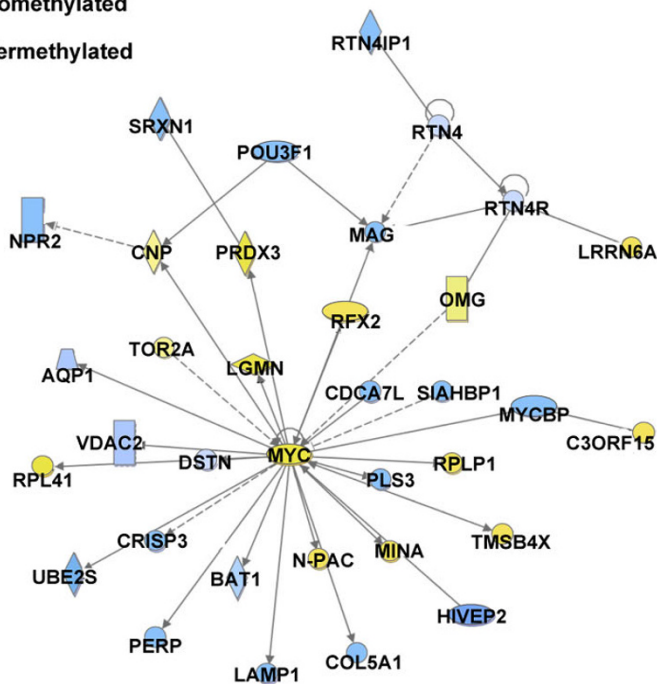 omethylated
ermethylated
RTN4IP1
SRXN1
RTN4
POU3F1
RTN4R
MAG
NPR2
CNP
PRDX3
LRRN6A
OMG
RFX2
TOR2A
LGMN
AQP1
CDCA7L
SIAHBP1
MYCBP
VDAC2
C3ORF15
DSTN
MYC
RPL41
RPLP1
PLS3
CRISP3
TMSB4X
N-PAC
MINA
UBE2S
BAT1
HIVEP2
PERP
COL5A1
LAMP1